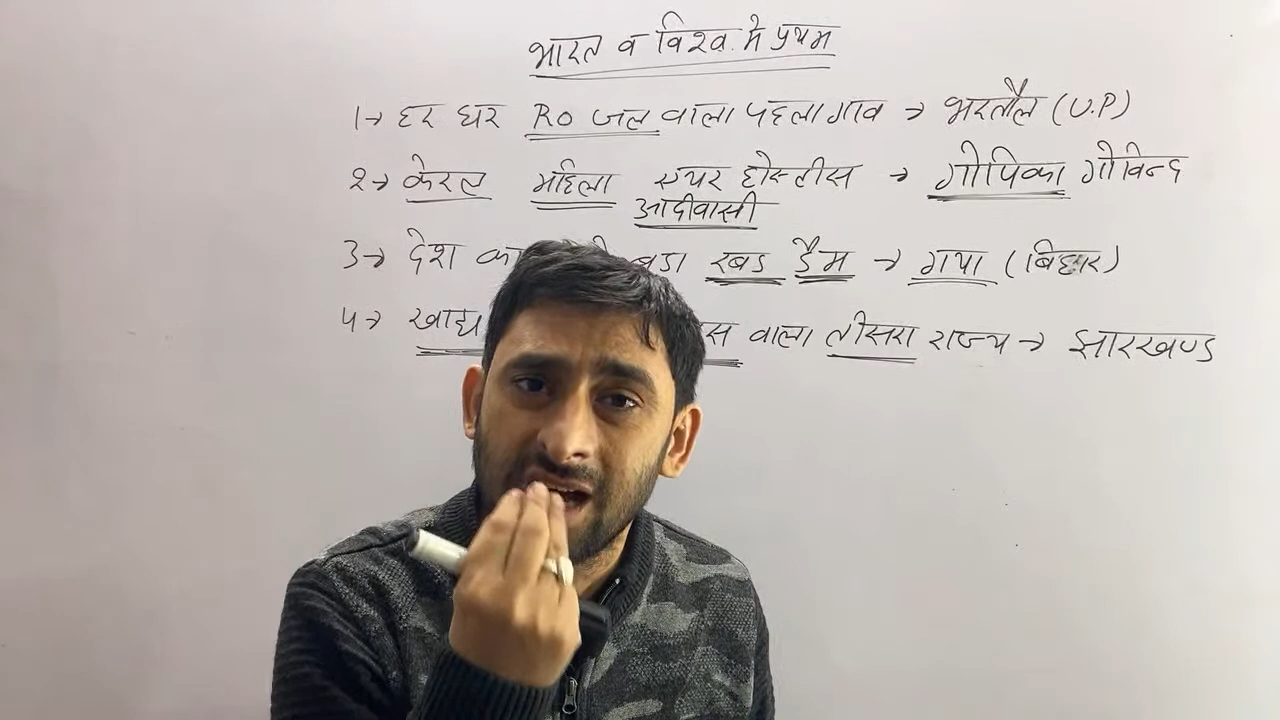 भारत व विश्व में प्रथम
1→ हर घर RO जल वाला पहला गाव → भरतौल (U.P)
2→ केरल महिला एयर होस्टीस → गोपिका गोविन्द
आदीवासी
3→ देश का बडा रबड डैम → गया (बिहार)
4→ खाद्य वाला तीसरा राज्य → झारखण्ड